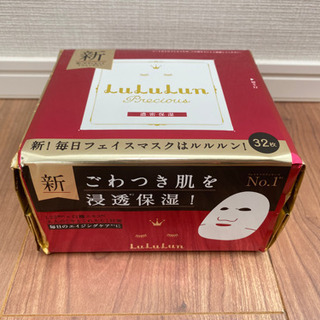 新
LuLuLun
Precious
濃密保湿
新!毎日フェイスマスクはルルルン!
32枚
新
ごわつき肌を
浸透保湿!
No.1
毎日のエイジングケアに
LuLuLun